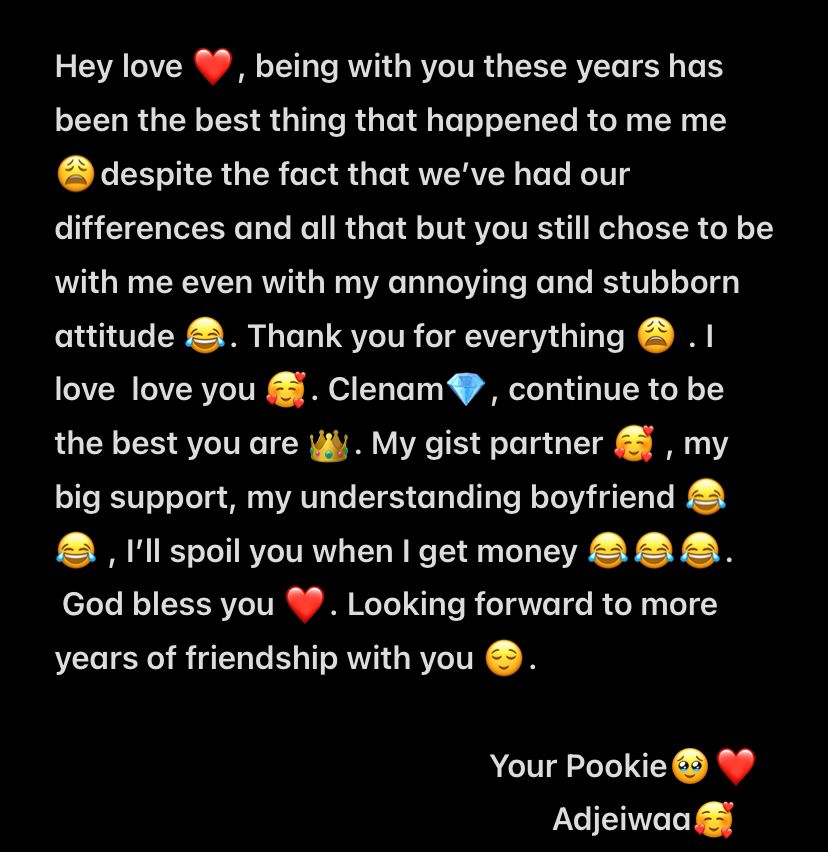 Hey love ❤️, being with you these years has
been the best thing that happened to me me
😩despite the fact that we’ve had our
differences and all that but you still chose to be
with me even with my annoying and stubborn
attitude 😂. Thank you for everything 😩 . I
love  love you 🥰. Clenam💎, continue to be
the best you are 👑. My gist partner 🥰 , my
big support, my understanding boyfriend 😂
😂 , I’ll spoil you when I get money 😂😂😂.
God bless you ❤️. Looking forward to more
years of friendship with you 😌.
Your Pookie🥹❤️
Adjeiwaa🥰